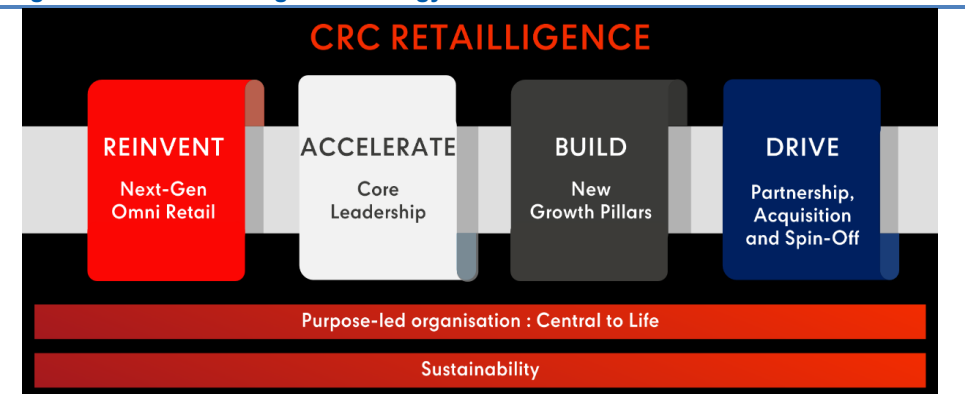 CRC RETAILLIGENCE
REINVENT
Next-Gen
Omni Retail
ACCELERATE
Core
Leadership
BUILD
New
Growth Pillars
DRIVE
Partnership,
Acquisition
and Spin-Off
Purpose-led organisation : Central to Life
Sustainability